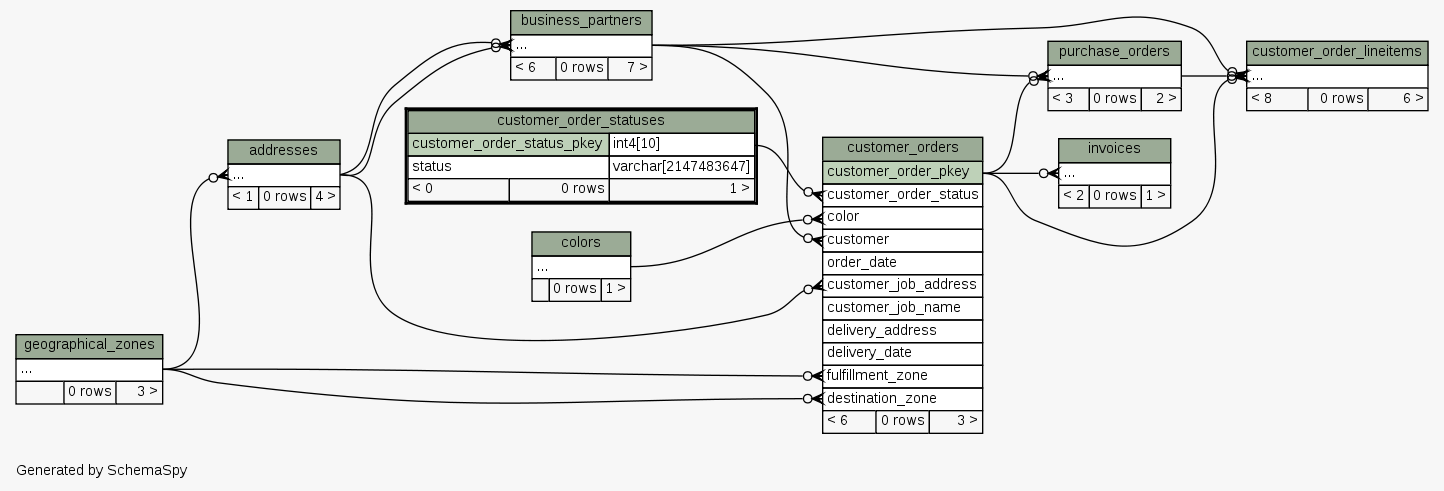 business_partners
...
< 6 0 rows 7 >
purchase_orders
...
< 3 0 rows 2 >
customer_order_lineitems
...
< 8 0 rows 6 >
customer_order_statuses
customer_order_status_pkey int4[10]
status varchar[2147483647]
< 0 0 rows 1 >
addresses
...
< 1 0 rows 4 >
customer_orders
customer_order_pkey
customer_order_status
color
customer
order_date
customer_job_address
customer_job_name
delivery_address
delivery_date
fulfillment_zone
destination_zone
< 6 0 rows 3 >
invoices
...
< 2 0 rows 1 >
colors
...
0 rows 1 >
geographical_zones
...
0 rows 3 >
Generated by SchemaSpy